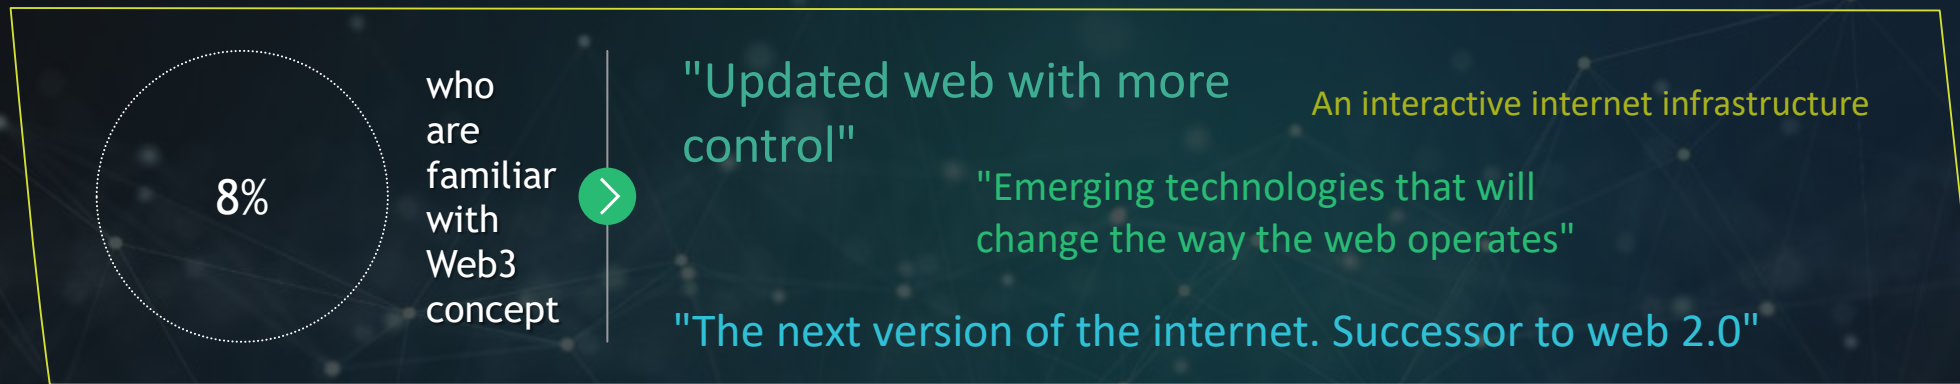 8%
who
are
familiar
with
Web3
concept
"Updated web with more
control"
An interactive internet infrastructure
"Emerging technologies that will
change the way the web operates"
"The next version of the internet. Successor to web 2.0"